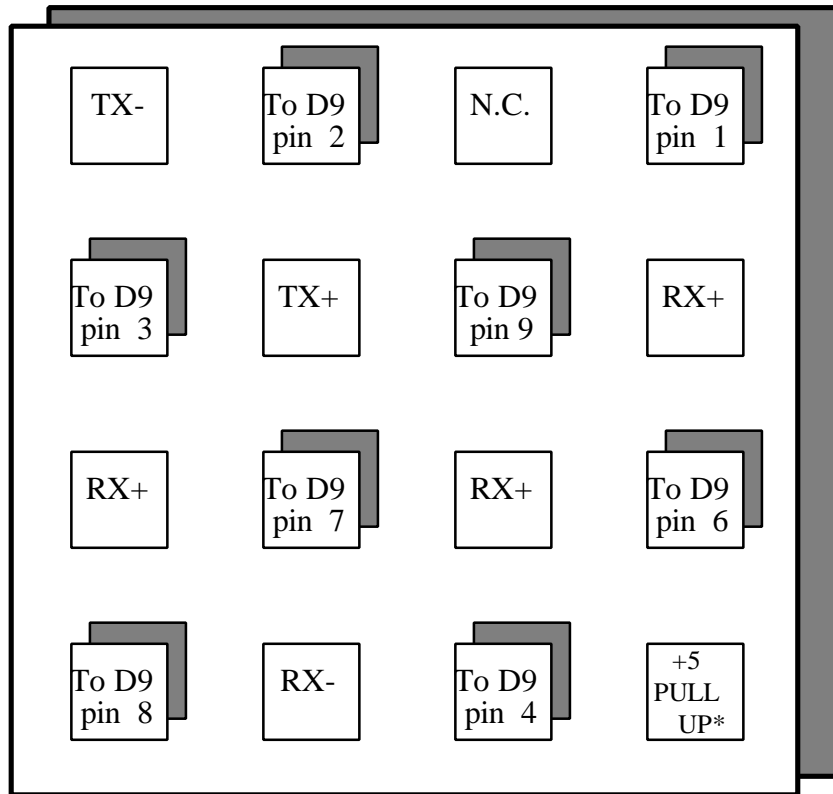 TX-
To D9
pin 2
N.C.
To D9
pin 1
To D9
pin 3
TX+
To D9
pin 9
RX+
RX+
To D9
pin 7
RX+
To D9
pin 6
To D9
pin 8
RX-
To D9
pin 4
+5
PULL
UP*